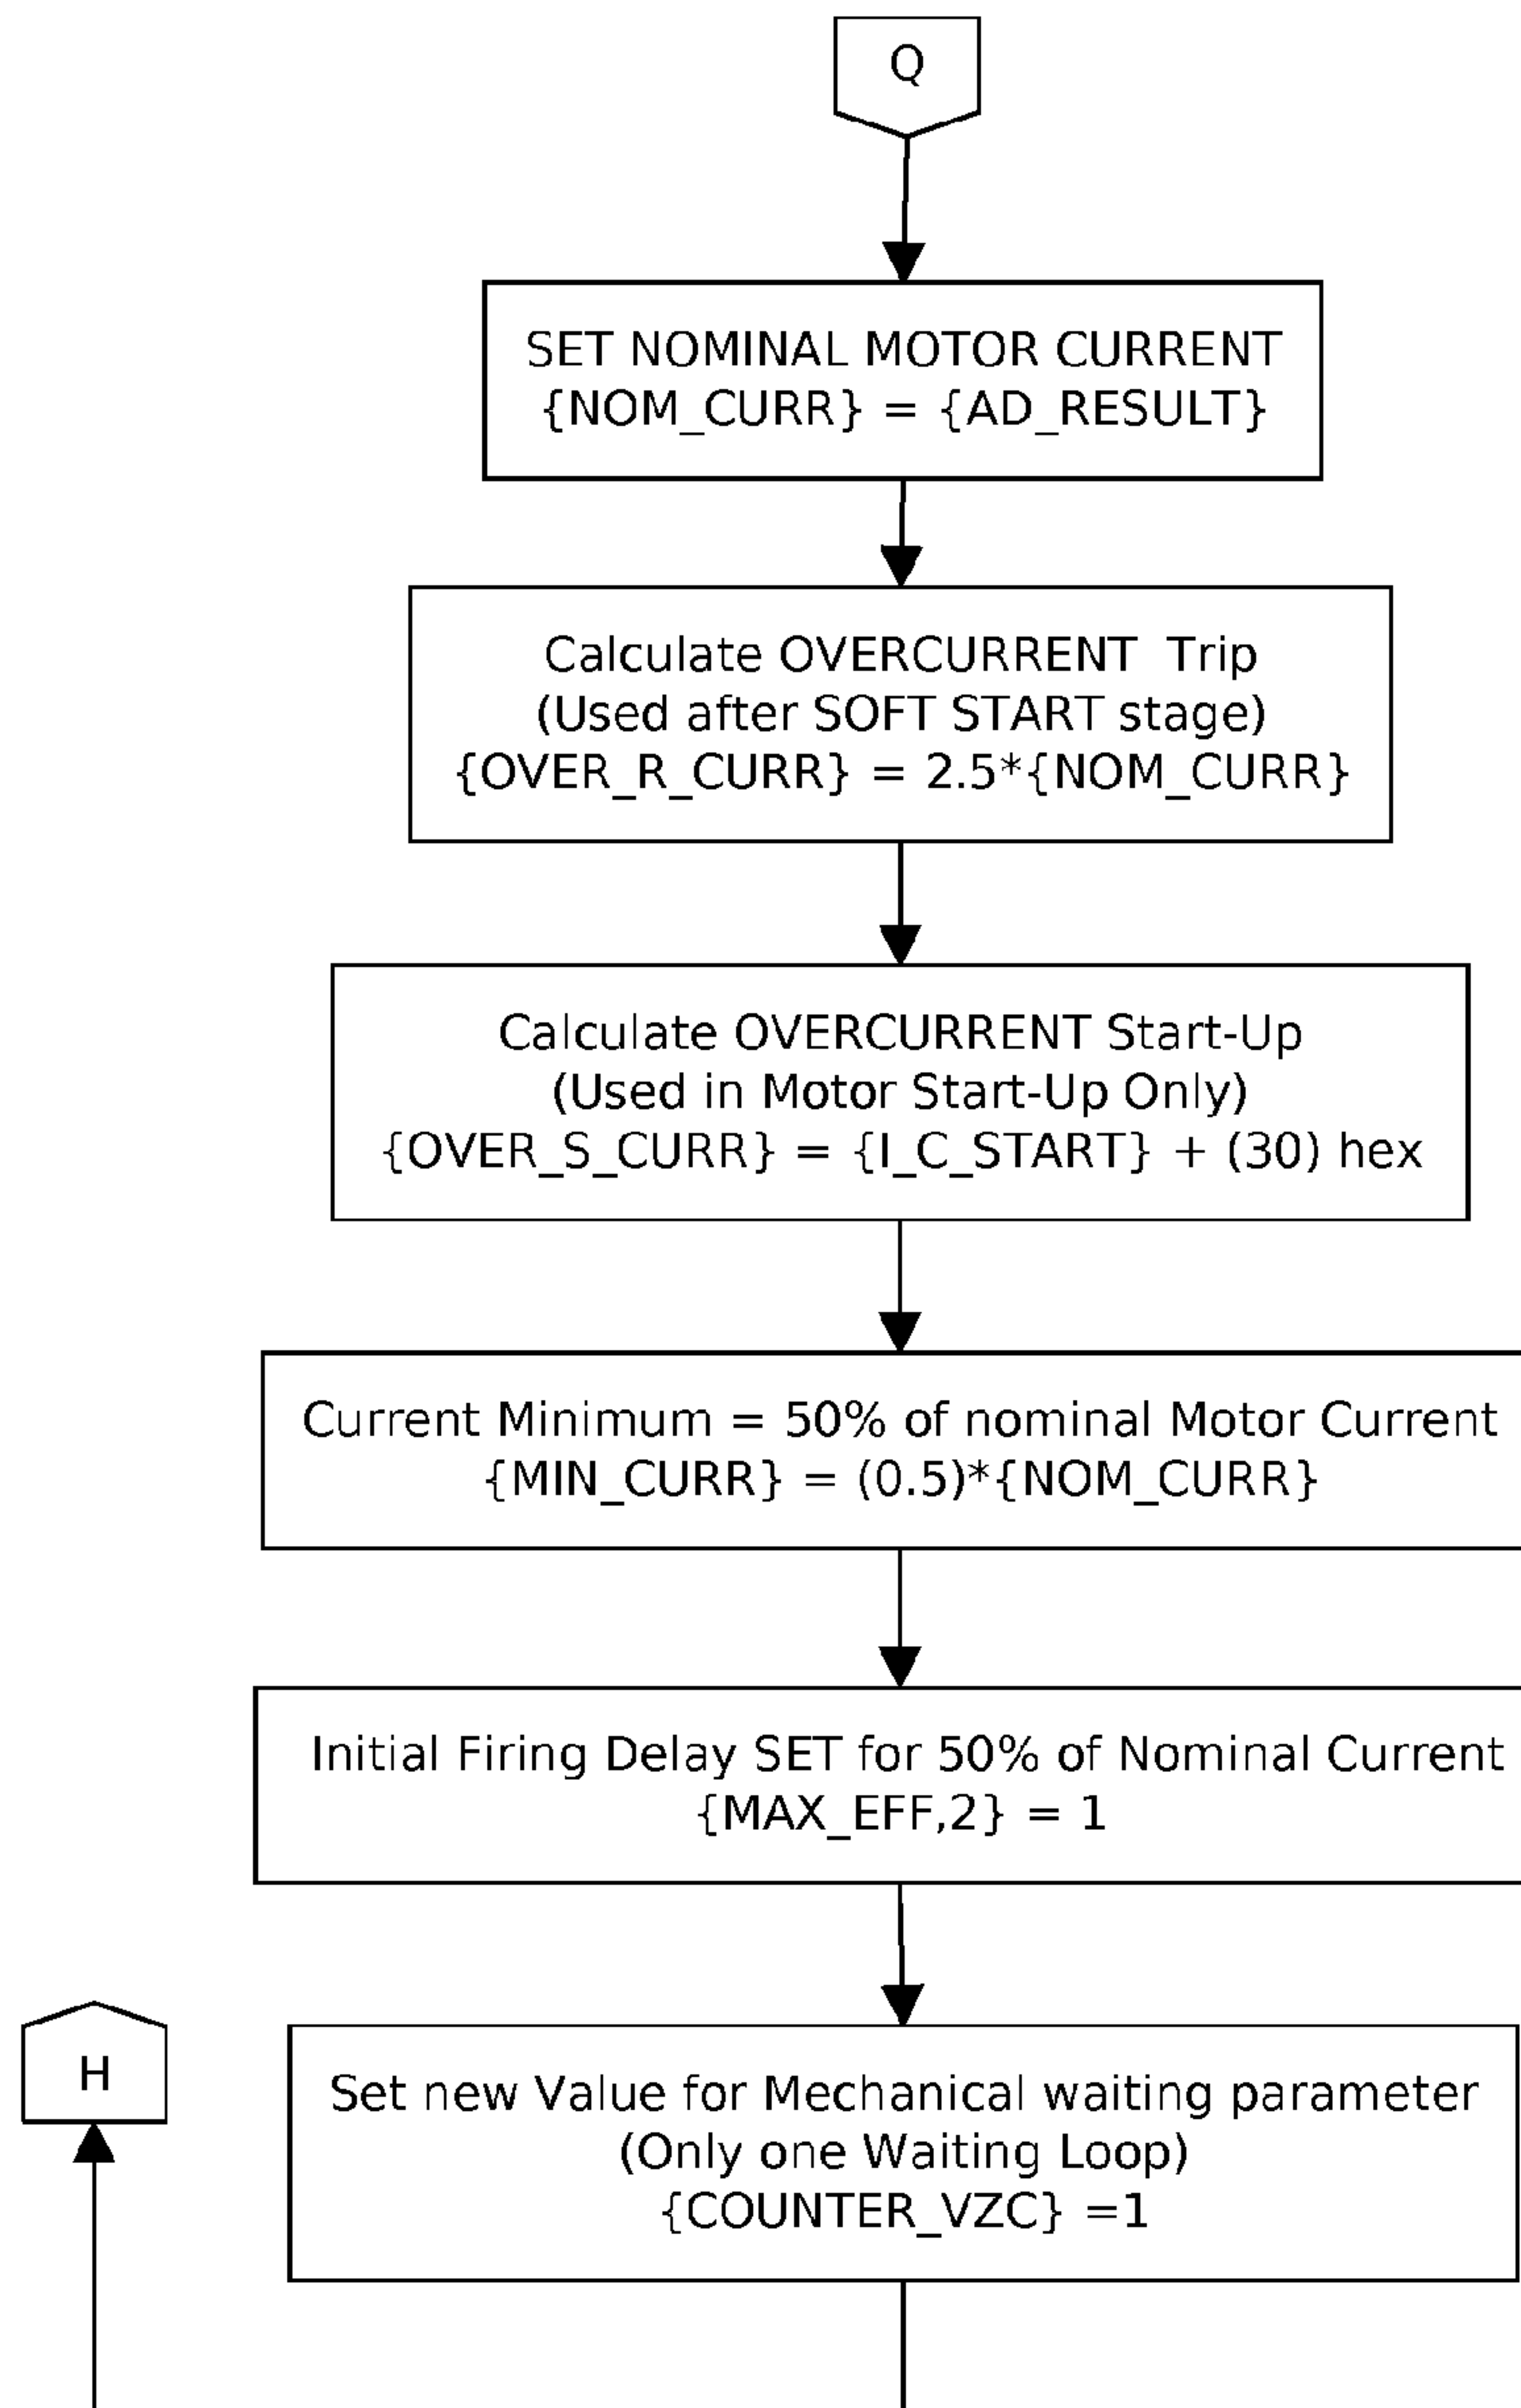 Q
SET NOMINAL MOTOR CURRENT
{NOM_CURR} = {AD_RESULT}
Calculate OVERCURRENT  Trip
(Used after SOFT START stage)
{OVER_R_CURR} = 2.5*{NOM_CURR}
Calculate OVERCURRENT Start-Up
(Used in Motor Start-Up Only)
{OVER_S_CURR} = {I_C_START} + (30) hex
Current Minimum = 50% of nominal Motor Current
{MIN_CURR} = (0.5)*{NOM_CURR}
Initial Firing Delay SET for 50% of Nominal Current
{MAX_EFF,2} = 1
H
Set new Value for Mechanical waiting parameter
(Only one Waiting Loop)
{COUNTER_VZC} =1